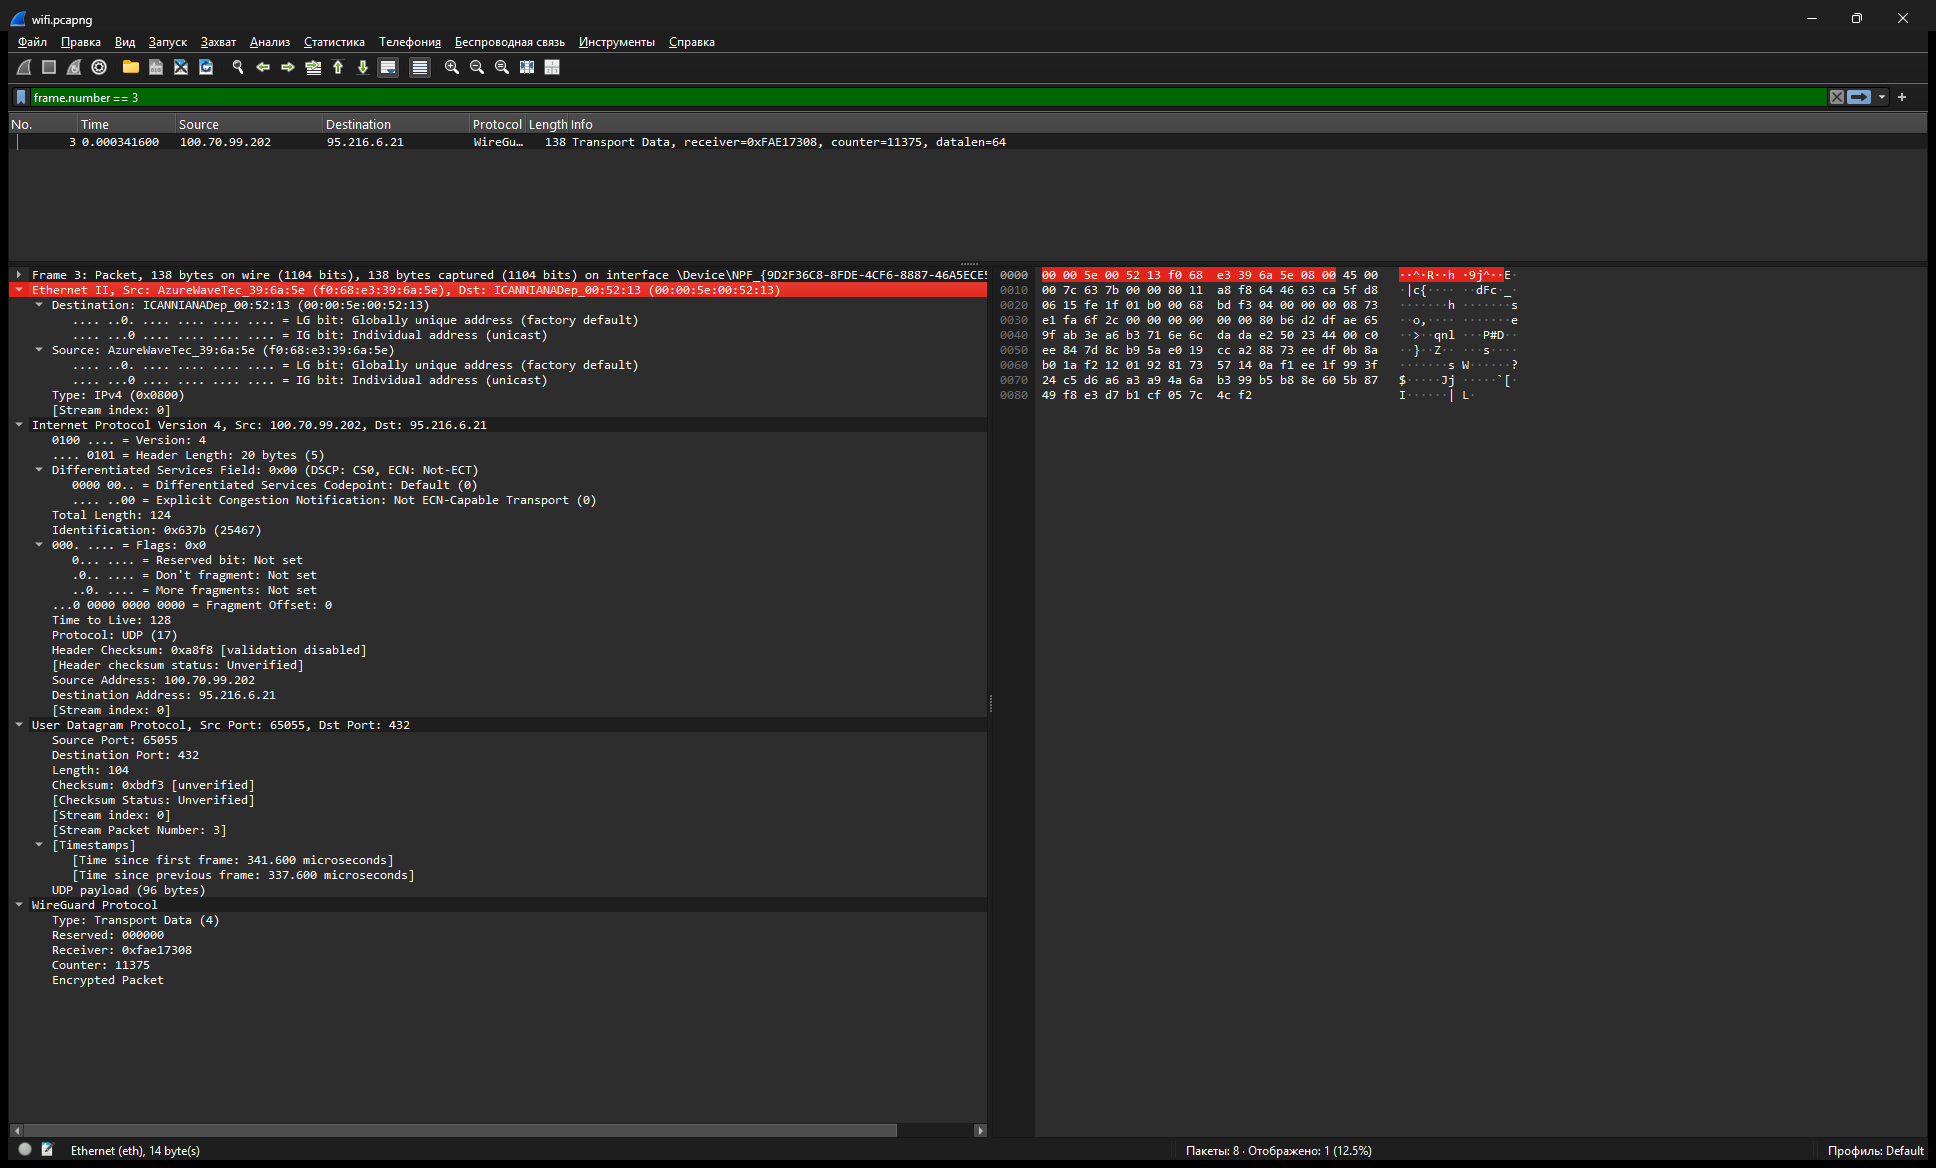 wifi.pcapng
Файл Правка Вид Запуск Захват Анализ Статистика Телефония Беспроводная связь Инструменты Справка
frame.number == 3
No. Time Source Destination Protocol Length Info
3 0.000341600 100.70.99.202 95.216.6.21 WireGu… 138 Transport Data, receiver=0xFAE17308, counter=11375, datalen=64
Frame 3: Packet, 138 bytes on wire (1104 bits), 138 bytes captured (1104 bits) on interface \Device\NPF_{9D2F36C8-8FDE-4CF6-8887-46A5ECE5
Ethernet II, Src: AzureWaveTec_39:6a:5e (f0:68:e3:39:6a:5e), Dst: ICANNIANADep_00:52:13 (00:00:5e:00:52:13)
Destination: ICANNIANADep_00:52:13 (00:00:5e:00:52:13)
.... ..0. .... .... .... .... = LG bit: Globally unique address (factory default)
.... ...0 .... .... .... .... = IG bit: Individual address (unicast)
Source: AzureWaveTec_39:6a:5e (f0:68:e3:39:6a:5e)
.... ..0. .... .... .... .... = LG bit: Globally unique address (factory default)
.... ...0 .... .... .... .... = IG bit: Individual address (unicast)
Type: IPv4 (0x0800)
[Stream index: 0]
Internet Protocol Version 4, Src: 100.70.99.202, Dst: 95.216.6.21
0100 .... = Version: 4
.... 0101 = Header Length: 20 bytes (5)
Differentiated Services Field: 0x00 (DSCP: CS0, ECN: Not-ECT)
0000 00.. = Differentiated Services Codepoint: Default (0)
.... ..00 = Explicit Congestion Notification: Not ECN-Capable Transport (0)
Total Length: 124
Identification: 0x637b (25467)
000. .... = Flags: 0x0
0... .... = Reserved bit: Not set
.0.. .... = Don't fragment: Not set
..0. .... = More fragments: Not set
...0 0000 0000 0000 = Fragment Offset: 0
Time to Live: 128
Protocol: UDP (17)
Header Checksum: 0xa8f8 [validation disabled]
[Header checksum status: Unverified]
Source Address: 100.70.99.202
Destination Address: 95.216.6.21
[Stream index: 0]
User Datagram Protocol, Src Port: 65055, Dst Port: 432
Source Port: 65055
Destination Port: 432
Length: 104
Checksum: 0xbdf3 [unverified]
[Checksum Status: Unverified]
[Stream index: 0]
[Stream Packet Number: 3]
[Timestamps]
[Time since first frame: 341.600 microseconds]
[Time since previous frame: 337.600 microseconds]
UDP payload (96 bytes)
WireGuard Protocol
Type: Transport Data (4)
Reserved: 000000
Receiver: 0xfae17308
Counter: 11375
Encrypted Packet
0000 00 00 5e 00 52 13 f0 68 e3 39 6a 5e 08 00 45 00 ··^·R··h ·9j^··E·
0010 00 7c 63 7b 00 00 80 11 a8 f8 64 46 63 ca 5f d8 ·|c{···· ··dFc·_·
0020 06 15 fe 1f 01 b0 00 68 bd f3 04 00 00 00 08 73 ·······h ·······s
0030 e1 fa 6f 2c 00 00 00 00 00 00 80 b6 d2 df ae 65 ··o,···· ·······e
0040 9f ab 3e a6 b3 71 6e 6c da da e2 50 23 44 00 c0 ··>··qnl ···P#D··
0050 ee 84 7d 8c b9 5a e0 19 cc a2 88 73 ee df 0b 8a ··}··Z·· ···s····
0060 b0 1a f2 12 01 92 81 73 57 14 0a f1 ee 1f 99 3f ·······s W······?
0070 24 c5 d6 a6 a3 a9 4a 6a b3 99 b5 b8 8e 60 5b 87 $·····Jj ·····`[·
0080 49 f8 e3 d7 b1 cf 05 7c 4c f2 I······| L·
Ethernet (eth), 14 byte(s) Пакеты: 8 · Отображено: 1 (12.5%) Профиль: Default